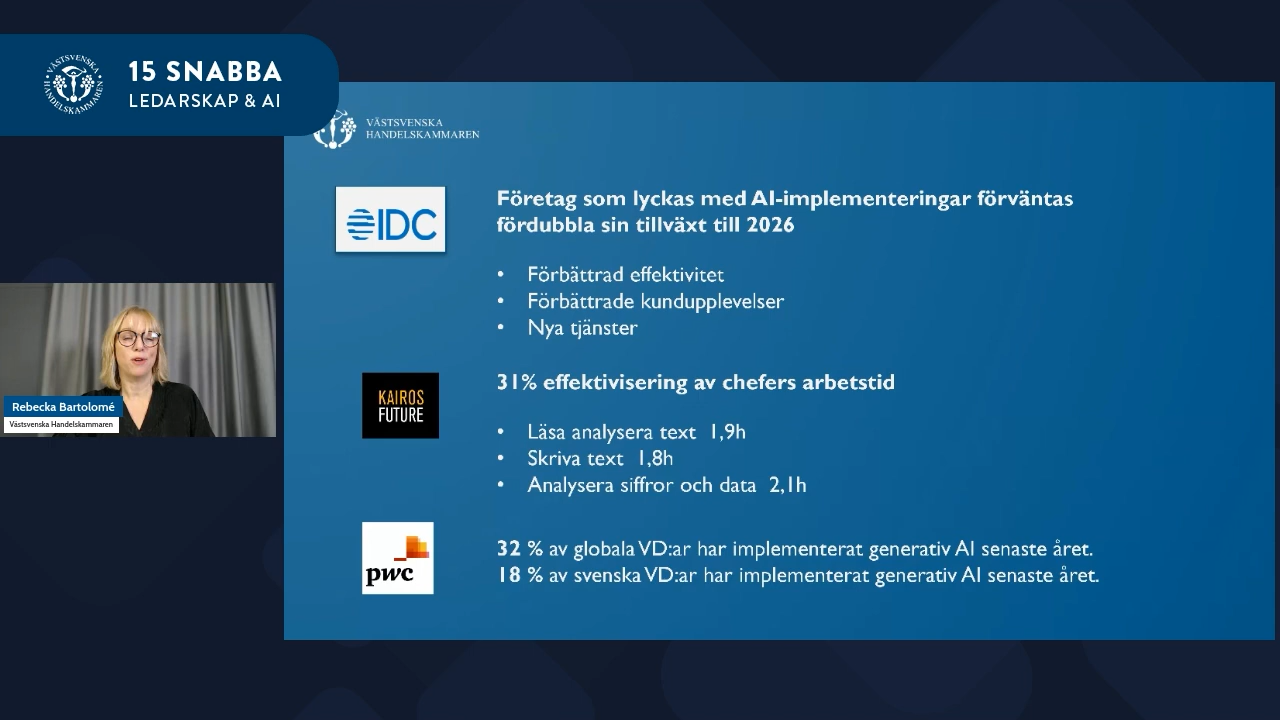 VÄSTSVENSKA
HANDELSKAMMAREN
15 SNABBA
LEDARSKAP & AI
VÄSTSVENSKA
HANDELSKAMMAREN
IDC
Företag som lyckas med AI-implementeringar förväntas
fördubbla sin tillväxt till 2026
• Förbättrad effektivitet
• Förbättrade kundupplevelser
• Nya tjänster
KAIROS
FUTURE
31% effektivisering av chefers arbetstid
• Läsa analysera text 1,9h
• Skriva text 1,8h
• Analysera siffror och data 2,1h
pwc
32 % av globala VD:ar har implementerat generativ AI senaste året.
18 % av svenska VD:ar har implementerat generativ AI senaste året.
Rebecka Bartolomé
Västsvenska Handelskammaren